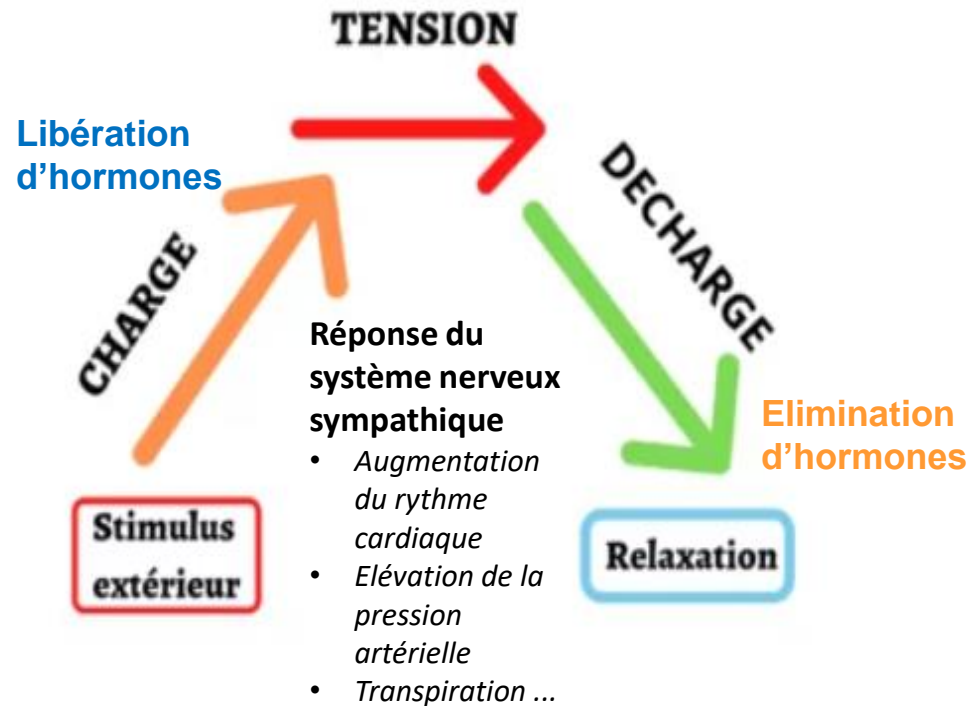 TENSION
Libération
d'hormones
CHARGE
DECHARGE
Réponse du
système nerveux
sympathique
• Augmentation
du rythme
cardiaque
• Elévation de la
pression
artérielle
• Transpiration ...
Elimination
d'hormones
Stimulus
extérieur
Relaxation